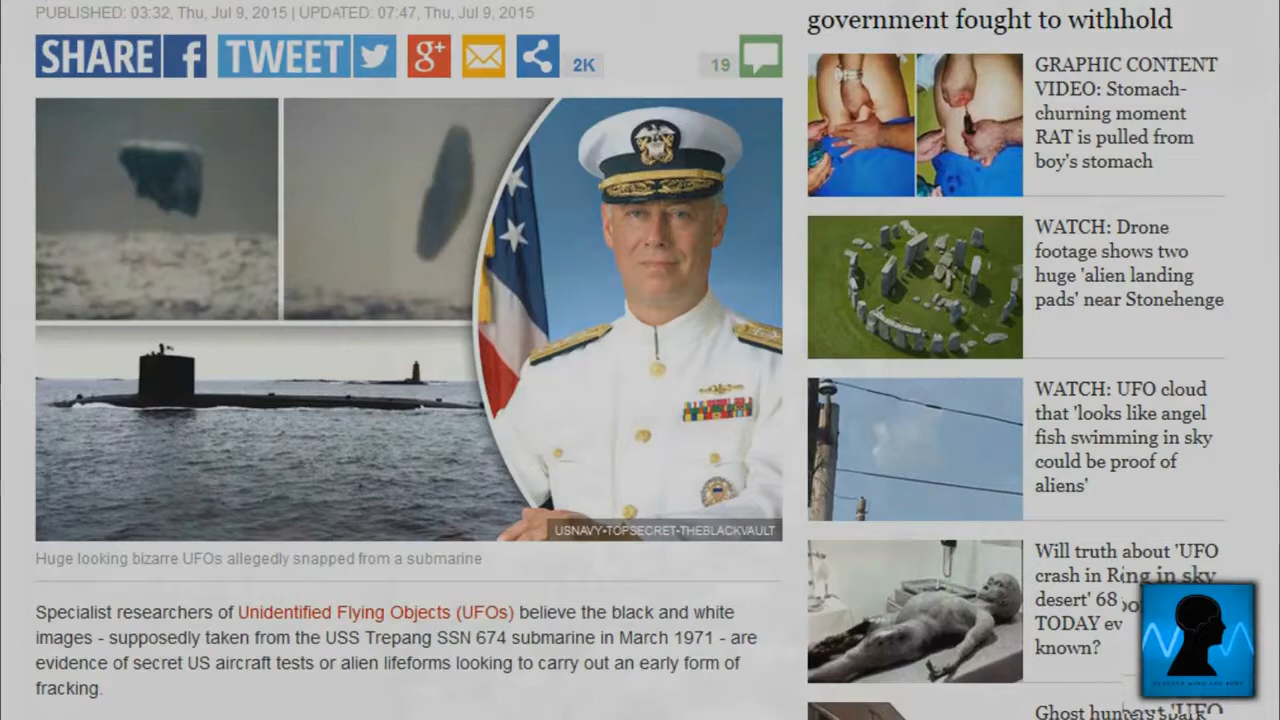 PUBLISHED: 03:32, Thu, Jul 9, 2015 | UPDATED: 07:47, Thu, Jul 9, 2015
SHARE f
TWEET
g+
2K
19
USNAVY•TOPSECRET•THEBLACKVAULT
Huge looking bizarre UFOs allegedly snapped from a submarine
Specialist researchers of Unidentified Flying Objects (UFOs) believe the black and white
images - supposedly taken from the USS Trepang SSN 674 submarine in March 1971 - are
evidence of secret US aircraft tests or alien lifeforms looking to carry out an early form of
fracking.
government fought to withhold
GRAPHIC CONTENT
VIDEO: Stomach-
churning moment
RAT is pulled from
boy's stomach
WATCH: Drone
footage shows two
huge 'alien landing
pads' near Stonehenge
WATCH: UFO cloud
that 'looks like angel
fish swimming in sky
could be proof of
aliens'
Will truth about 'UFO
crash in Ring in sky
desert' 68
TODAY ev
known?
Ghost 'UFO